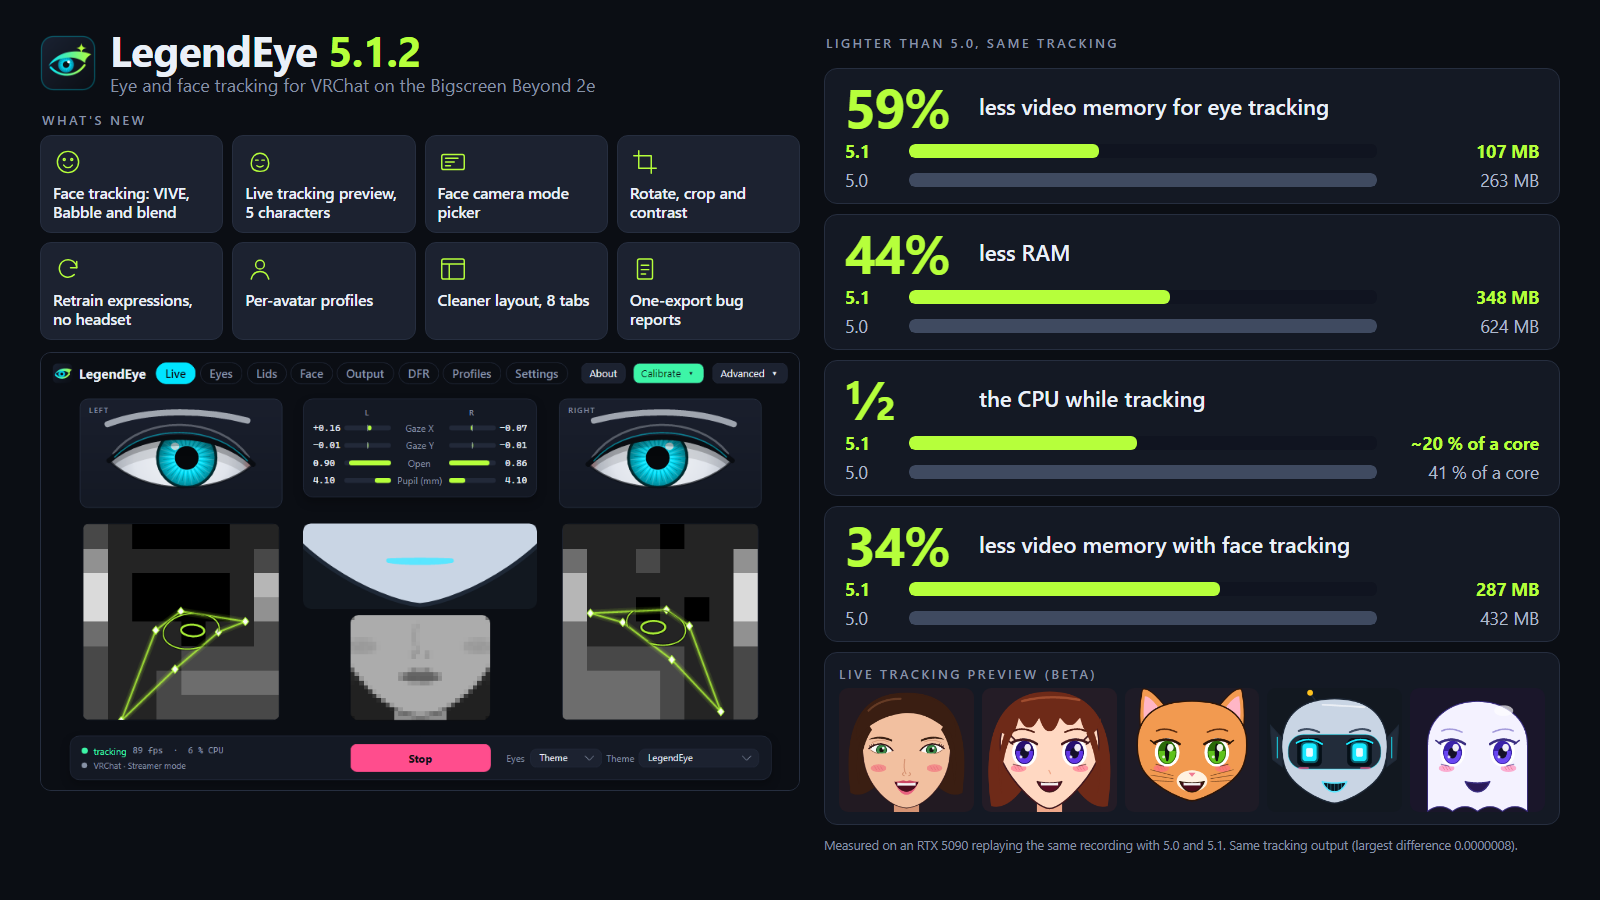 LegendEye 5.1.2
Eye and face tracking for VRChat on the Bigscreen Beyond 2e
WHAT'S NEW
Face tracking: VIVE,
Babble and blend
Live tracking preview,
5 characters
Face camera mode
picker
Rotate, crop and
contrast
Retrain expressions,
no headset
Per-avatar profiles
Cleaner layout, 8 tabs
One-export bug
reports
LegendEye Live Eyes Lids Face Output DFR Profiles Settings About Calibrate Advanced
LEFT
L R
+0.16 Gaze X −0.07
−0.01 Gaze Y −0.01
0.90 Open 0.86
4.10 Pupil (mm) 4.10
RIGHT
tracking 89 fps · 6 % CPU
VRChat · Streamer mode
Stop
Eyes Theme Theme LegendEye
LIGHTER THAN 5.0, SAME TRACKING
59% less video memory for eye tracking
5.1 107 MB
5.0 263 MB
44% less RAM
5.1 348 MB
5.0 624 MB
½ the CPU while tracking
5.1 ~20 % of a core
5.0 41 % of a core
34% less video memory with face tracking
5.1 287 MB
5.0 432 MB
LIVE TRACKING PREVIEW (BETA)
Measured on an RTX 5090 replaying the same recording with 5.0 and 5.1. Same tracking output (largest difference 0.0000008).